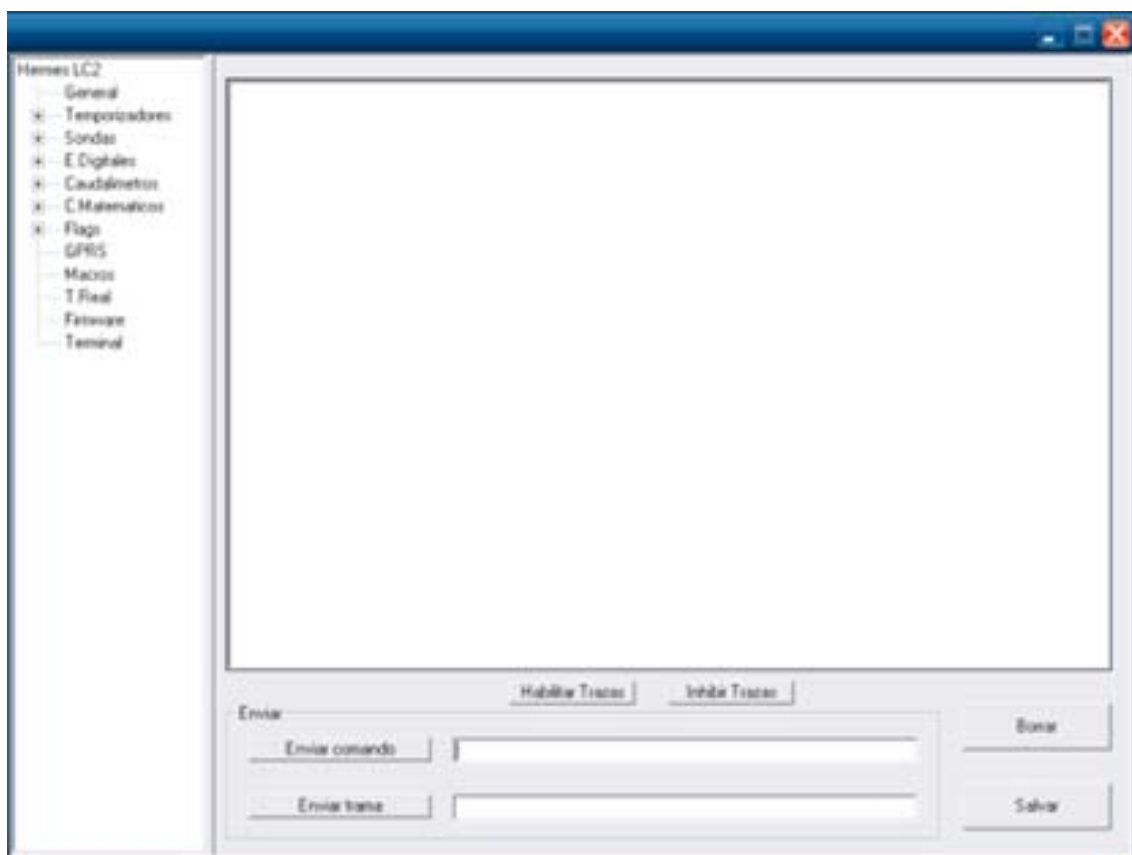 Hermes LC2
General
Temporizadores
Sondas
E.Digitales
Caudalimetros
C.Matematicos
Flags
GPRS
Macros
T.Real
Firmware
Terminal
Habilitar Trazas
Inhibir Trazas
Enviar
Enviar comando
Enviar trama
Borrar
Salvar